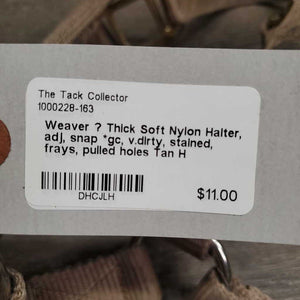 The Tack Collector
1000228-163
Weaver ? Thick Soft Nylon Halter,
adj, snap *gc, v.dirty, stained,
frays, pulled holes Tan H
DHCJLH
$11.00